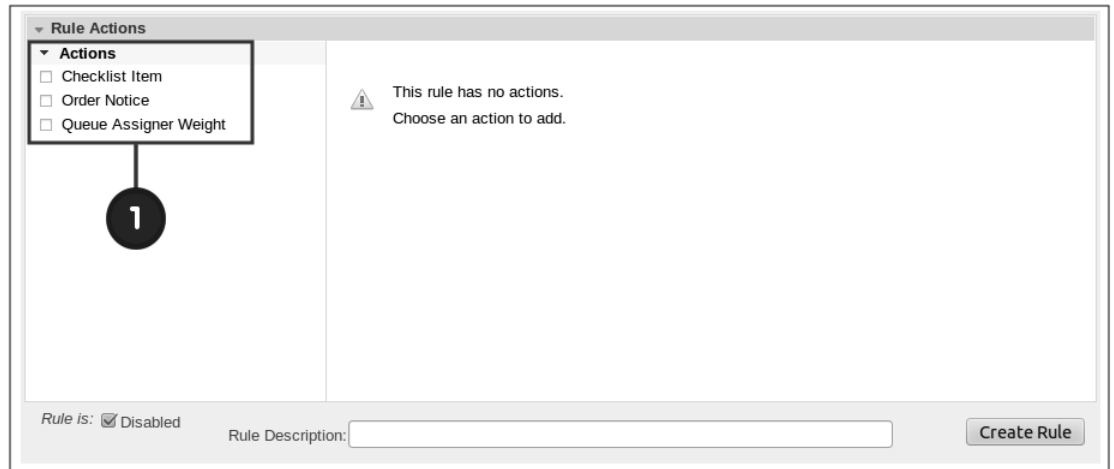 Rule Actions
Actions
Checklist Item
Order Notice
Queue Assigner Weight
This rule has no actions.
Choose an action to add.
1
Rule is: Disabled
Rule Description:
Create Rule